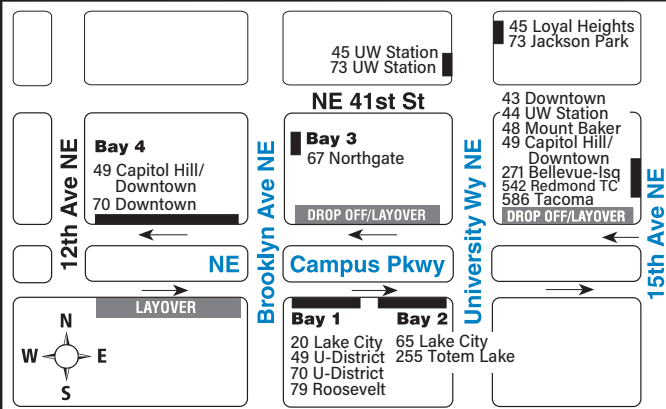 45 UW Station
73 UW Station
45 Loyal Heights
73 Jackson Park
NE 41st St
12th Ave NE
Bay 4
49 Capitol Hill/
Downtown
70 Downtown
Brooklyn Ave NE
Bay 3
67 Northgate
DROP OFF/LAYOVER
University Wy NE
43 Downtown
44 UW Station
48 Mount Baker
49 Capitol Hill/
Downtown
271 Bellevue-Isq
542 Redmond TC
586 Tacoma
DROP OFF/LAYOVER
15th Ave NE
NE Campus Pkwy
LAYOVER
N
W E
S
Bay 1
20 Lake City
49 U-District
70 U-District
79 Roosevelt
Bay 2
65 Lake City
255 Totem Lake